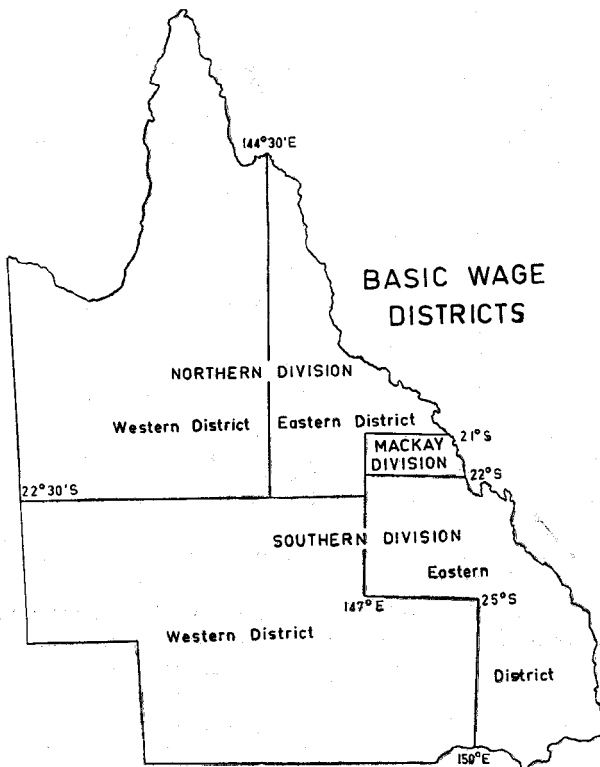 144°30'E
BASIC WAGE
DISTRICTS
NORTHERN DIVISION
Western District
Eastern District
21°S
MACKAY
DIVISION
22°S
22°30'S
SOUTHERN DIVISION
Eastern
147°E
25°S
Western District
District
150°E